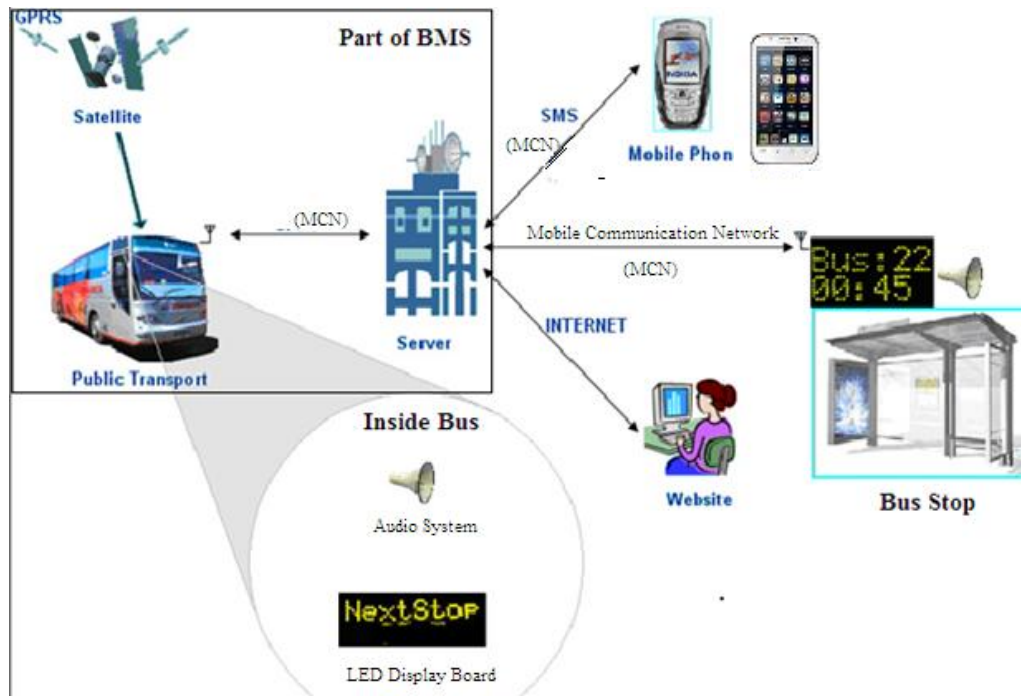 GPRS
Part of BMS
Satellite
SMS
(MCN)
NOKIA
Mobile Phon
(MCN)
Mobile Communication Network
(MCN)
Bus:22
00:45
Server
INTERNET
Public Transport
Inside Bus
Audio System
Website
Bus Stop
NextStop
LED Display Board